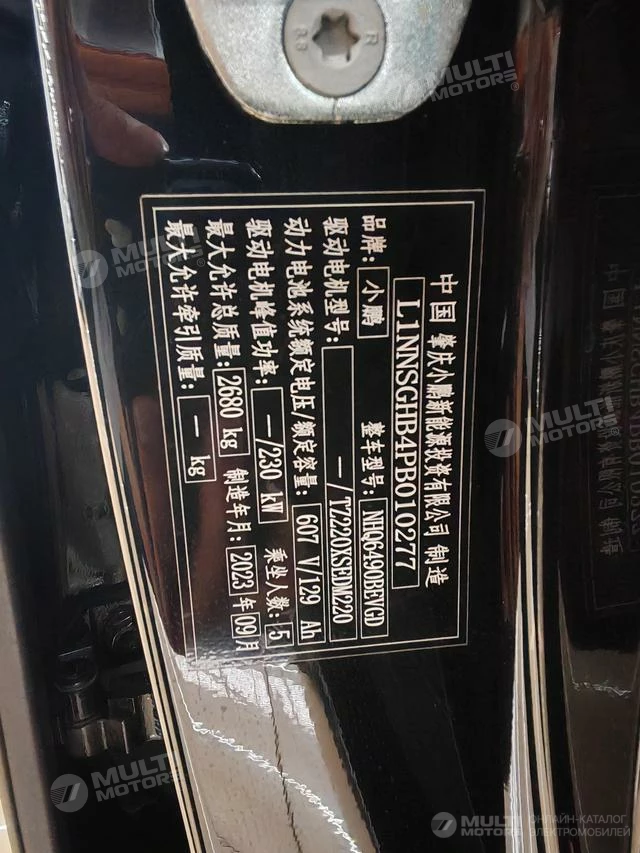 中国 肇庆小鹏新能源投资有限公司 制造
L1NNSGHB4PB010277
品牌: 小鹏 整车型号: NHQ6490BEVGD
驱动电机型号: —/TZ220XSEDM220
动力电池系统额定电压/额定容量: 607 V/129 Ah
驱动电机峰值功率: —/230 kW 乘坐人数: 5
最大允许总质量: 2680 kg 制造年月: 2023 年 09月
最大允许牵引质量: — kg
R
MULTI
MOTORS
MULTI
MOTORS
MULTI
MOTORS
MULTI
MOTORS
MULTI
MOTORS
ОНЛАЙН-КАТАЛОГ
ЭЛЕКТРОМОБИЛЕЙ